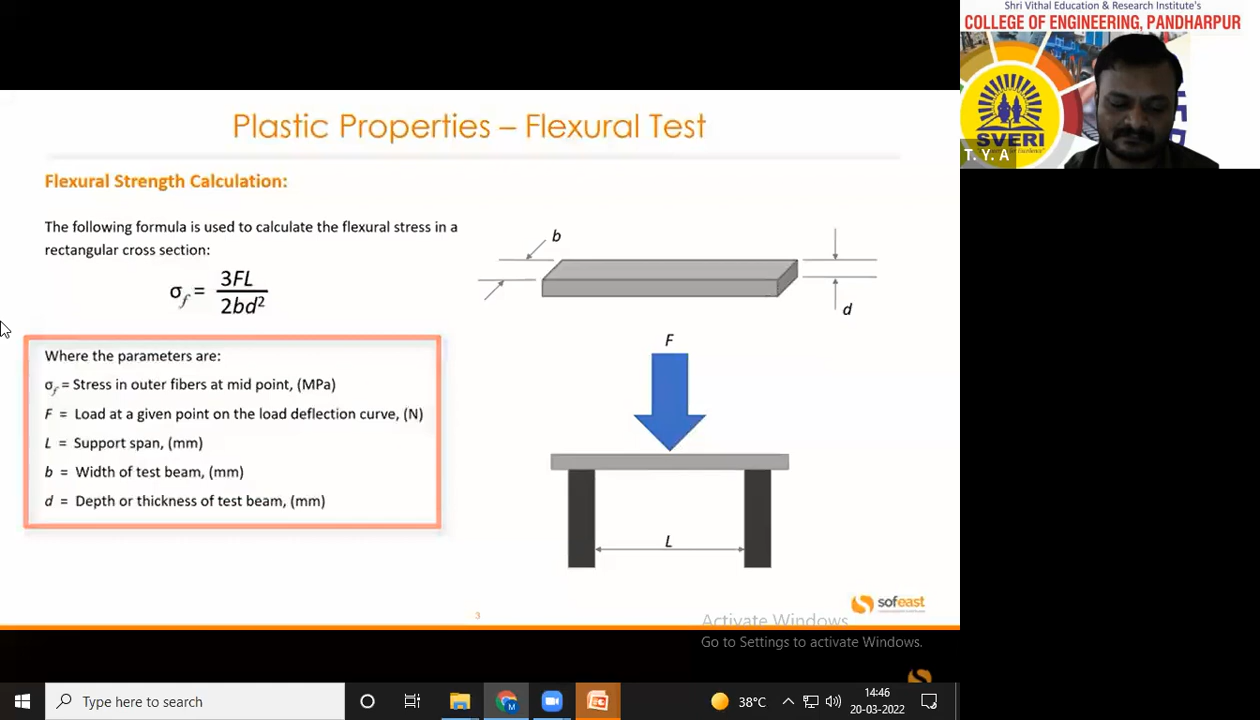 Shri Vithal Education & Research Institute's
COLLEGE OF ENGINEERING, PANDHARPUR
SVERI
T. Y. A
Plastic Properties – Flexural Test
Flexural Strength Calculation:
The following formula is used to calculate the flexural stress in a
rectangular cross section:
σf = 3FL / 2bd²
Where the parameters are:
σf = Stress in outer fibers at mid point, (MPa)
F = Load at a given point on the load deflection curve, (N)
L = Support span, (mm)
b = Width of test beam, (mm)
d = Depth or thickness of test beam, (mm)
b
d
F
L
3
sofeast
Activate Windows
Go to Settings to activate Windows.
Type here to search
M
38°C
14:46
20-03-2022